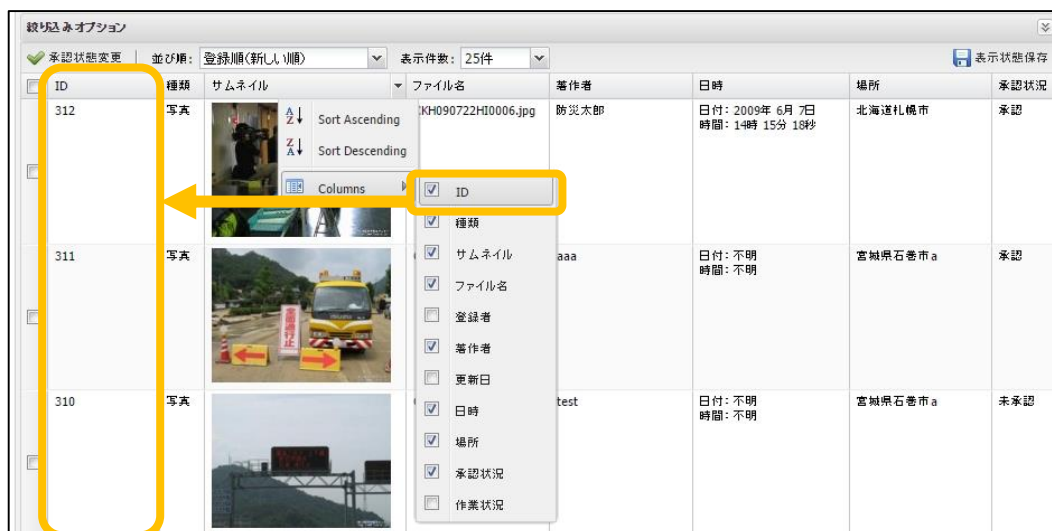 絞り込みオプション
承認状態変更 並び順: 登録順(新しい順) 表示件数: 25件 表示状態保存
ID 種類 サムネイル ファイル名 著作者 日時 場所 承認状況
312 写真 KH090722HI0006.jpg 防災太郎 日付: 2009年 6月 7日 北海道札幌市 承認
時間: 14時 15分 18秒
Sort Ascending
Sort Descending
Columns
ID
種類
サムネイル
ファイル名
登録者
著作者
更新日
日時
場所
承認状況
作業状況
311 写真 aaa 日付: 不明 宮城県石巻市a 承認
時間: 不明
全面通行止
310 写真 test 日付: 不明 宮城県石巻市a 未承認
時間: 不明